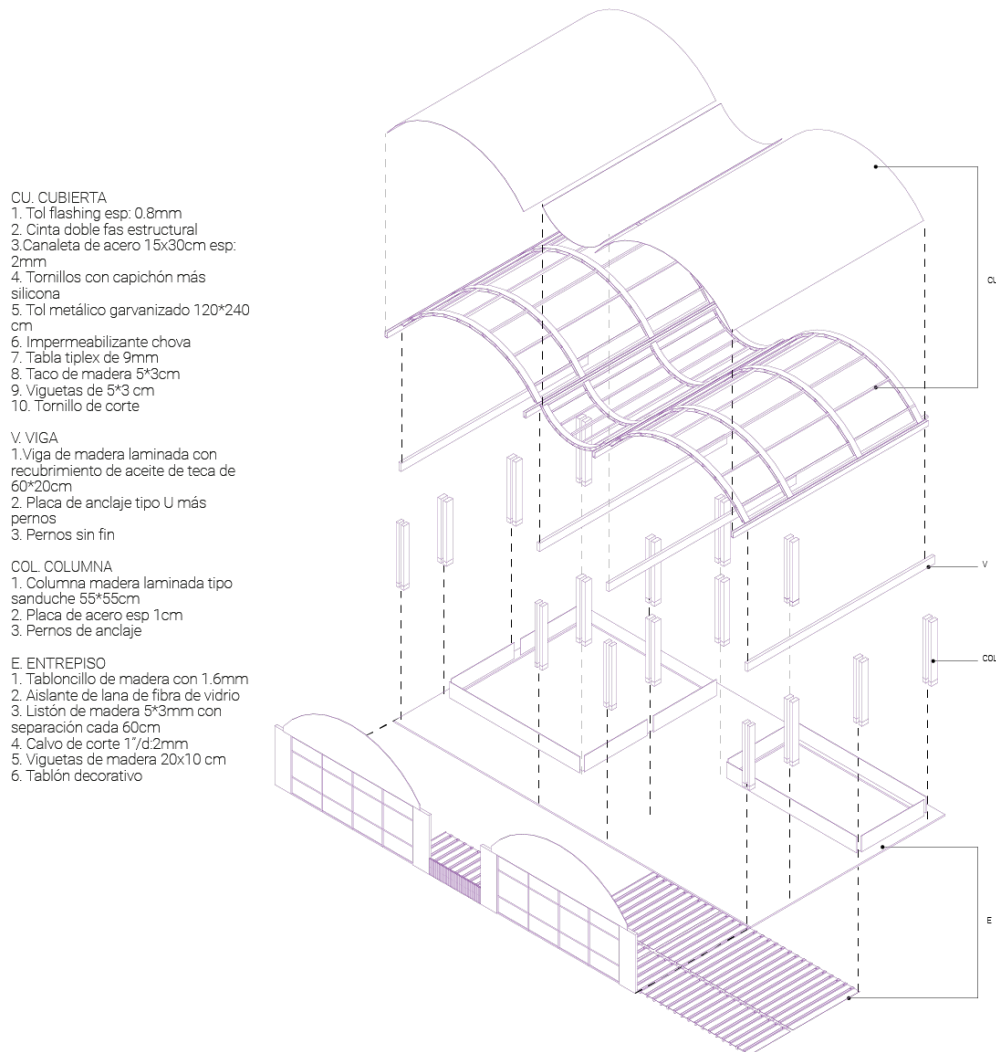 CU. CUBIERTA
1. Tol flashing esp: 0.8mm
2. Cinta doble fas estructural
3.Canaleta de acero 15x30cm esp:
2mm
4. Tornillos con capichón más
silicona
5. Tol metálico garvanizado 120*240
cm
6. Impermeabilizante chova
7. Tabla tiplex de 9mm
8. Taco de madera 5*3cm
9. Viguetas de 5*3 cm
10. Tornillo de corte
V. VIGA
1.Viga de madera laminada con
recubrimiento de aceite de teca de
60*20cm
2. Placa de anclaje tipo U más
pernos
3. Pernos sin fin
COL. COLUMNA
1. Columna madera laminada tipo
sanduche 55*55cm
2. Placa de acero esp 1cm
3. Pernos de anclaje
E. ENTREPISO
1. Tabloncillo de madera con 1.6mm
2. Aislante de lana de fibra de vidrio
3. Listón de madera 5*3mm con
separación cada 60cm
4. Calvo de corte 1"/d:2mm
5. Viguetas de madera 20x10 cm
6. Tablón decorativo
CU
V
COL
E